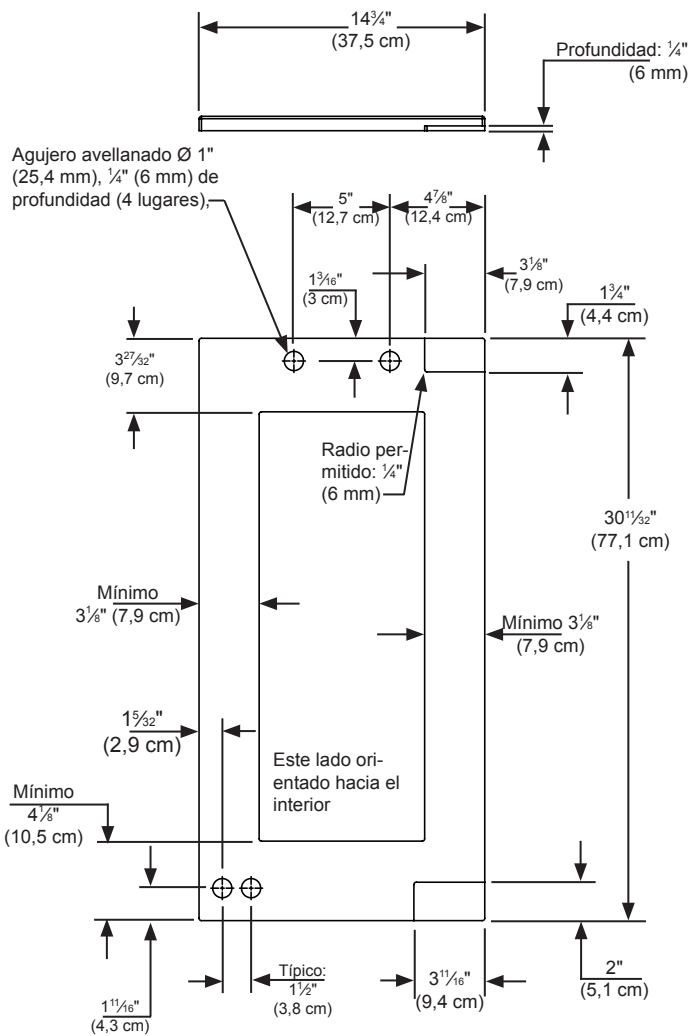 14¾"
(37,5 cm)
Profundidad: ¼"
(6 mm)
Agujero avellanado Ø 1"
(25,4 mm), ¼" (6 mm) de
profundidad (4 lugares),
5"
(12,7 cm)
4⅞"
(12,4 cm)
3⅛"
(7,9 cm)
1³⁄₁₆"
(3 cm)
1¾"
(4,4 cm)
3²⁷⁄₃₂"
(9,7 cm)
Radio per-
mitido: ¼"
(6 mm)
30¹¹⁄₃₂"
(77,1 cm)
Mínimo
3⅛" (7,9 cm)
Mínimo 3⅛"
(7,9 cm)
1⁵⁄₃₂"
(2,9 cm)
Este lado ori-
entado hacia el
interior
Mínimo
4⅛"
(10,5 cm)
1¹¹⁄₁₆"
(4,3 cm)
Típico:
1½"
(3,8 cm)
3¹¹⁄₁₆"
(9,4 cm)
2"
(5,1 cm)